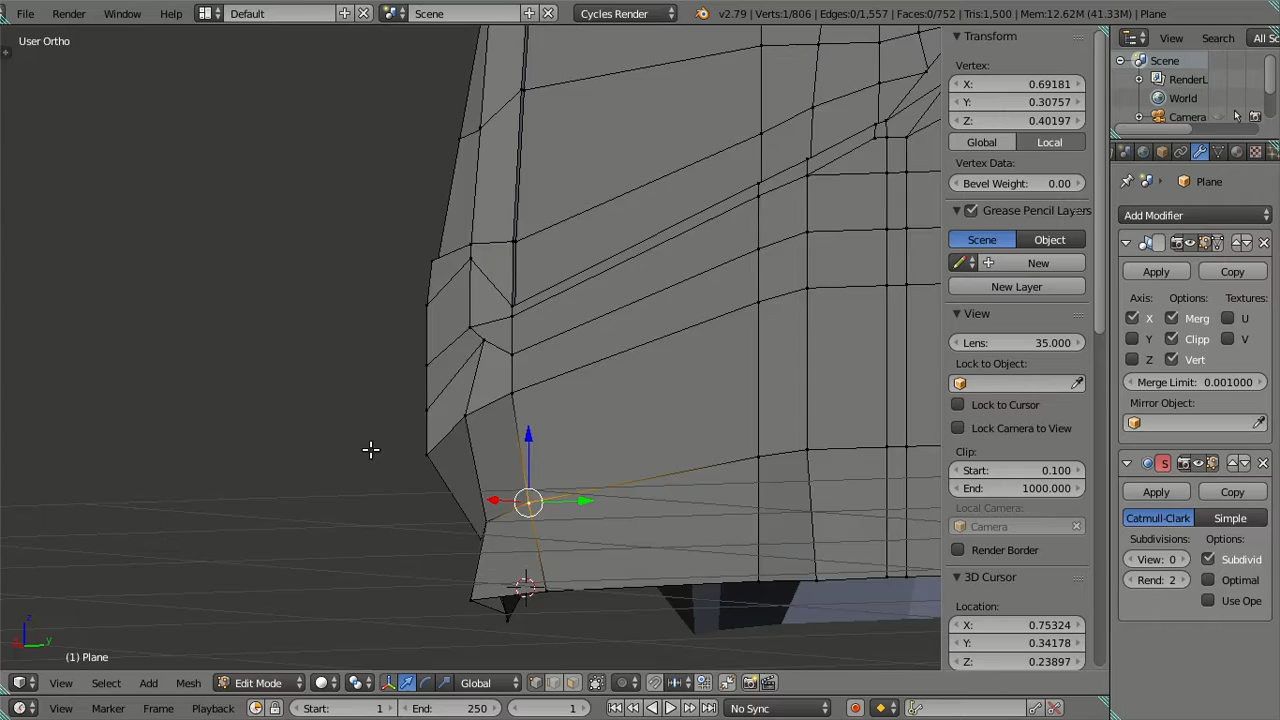 File Render Window Help Default Scene Cycles Render v2.79 | Verts:1/806 | Edges:0/1,557 | Faces:0/752 | Tris:1,500 | Mem:12.62M (41.33M) | Plane
View Search All Sc
User Ortho
Transform
Scene
Vertex:
RenderL
X: 0.69181
World
Y: 0.30757
Camera
Z: 0.40197
Global Local
Vertex Data:
Bevel Weight: 0.00
Plane
Grease Pencil Layers
Add Modifier
Scene Object
New
Apply Copy
New Layer
Axis: Options: Textures:
View
X Merg U
Lens: 35.000
Y Clipp V
Lock to Object:
Z Vert
Merge Limit: 0.001000
Lock to Cursor
Mirror Object:
Lock Camera to View
Clip:
S
Start: 0.100
End: 1000.000
Apply Copy
Local Camera:
Catmull-Clark Simple
Camera
Subdivisions: Options:
Render Border
View: 0 Subdivid
3D Cursor
Rend: 2 Optimal
Location:
Use Ope
X: 0.75324
Y: 0.34178
Z: 0.23897
z
y
(1) Plane
View Select Add Mesh Edit Mode Global
View Marker Frame Playback Start: 1 End: 250 1 No Sync